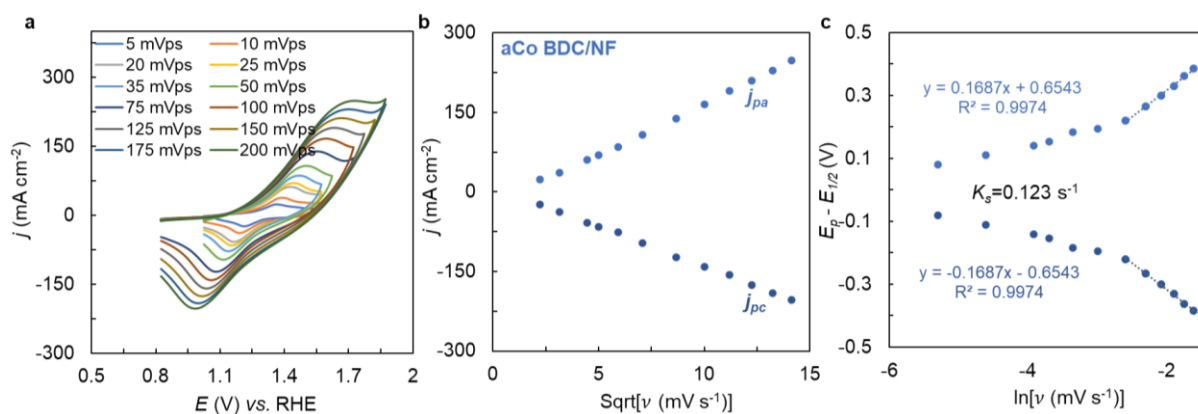 a
300
150
0
-150
-300
j (mA cm⁻²)
5 mVps 10 mVps
20 mVps 25 mVps
35 mVps 50 mVps
75 mVps 100 mVps
125 mVps 150 mVps
175 mVps 200 mVps
0.5 0.8 1.1 1.4 1.7 2
E (V) vs. RHE
b
300
150
0
-150
-300
j (mA cm⁻²)
aCo BDC/NF
jpa
jpc
0 5 10 15
Sqrt[ν (mV s⁻¹)]
c
0.5
0.3
0.1
-0.1
-0.3
-0.5
Ep - E1/2 (V)
y = 0.1687x + 0.6543
R² = 0.9974
Ks=0.123 s⁻¹
y = -0.1687x - 0.6543
R² = 0.9974
-6 -4 -2
ln[ν (mV s⁻¹)]